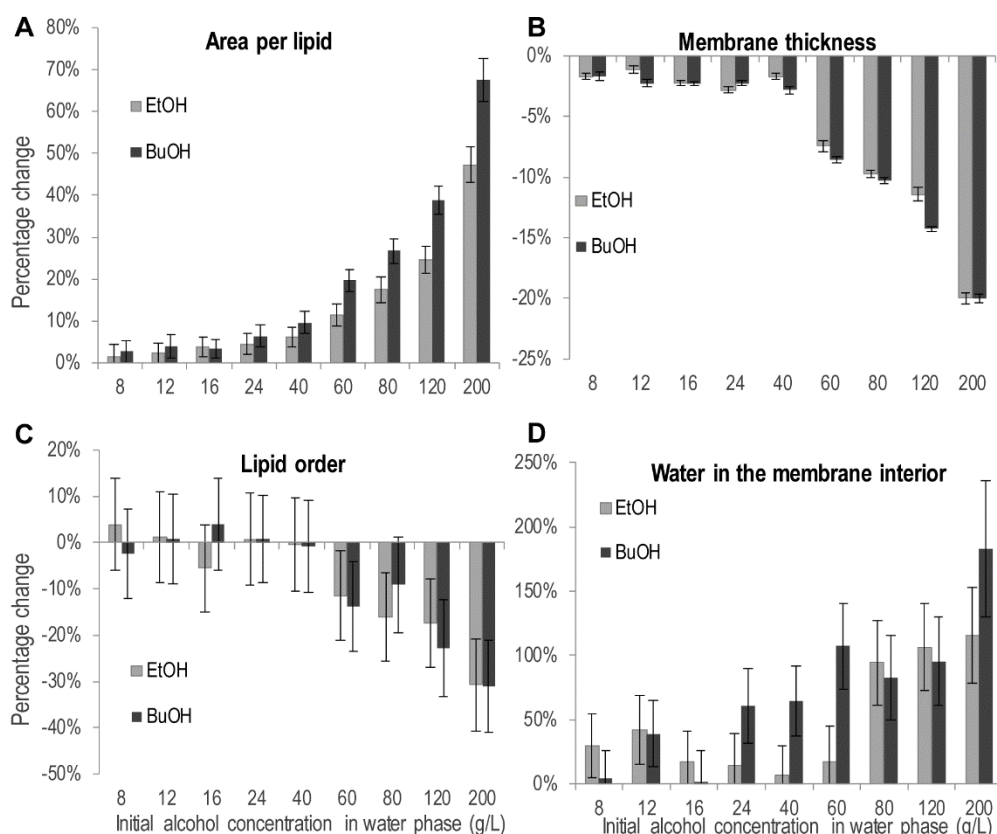 A
Area per lipid
80%
70%
60%
50%
40%
30%
20%
10%
0%
Percentage change
EtOH
BuOH
8 12 16 24 40 60 80 120 200
B
Membrane thickness
0%
-5%
-10%
-15%
-20%
-25%
EtOH
BuOH
8 12 16 24 40 60 80 120 200
C
Lipid order
20%
10%
0%
-10%
-20%
-30%
-40%
-50%
Percentage change
EtOH
BuOH
8 12 16 24 40 60 80 120 200 (g/L)
Initial alcohol concentration in water phase
D
Water in the membrane interior
250%
200%
150%
100%
50%
0%
EtOH
BuOH
8 12 16 24 40 60 80 120 200 (g/L)
Initial alcohol concentration in water phase